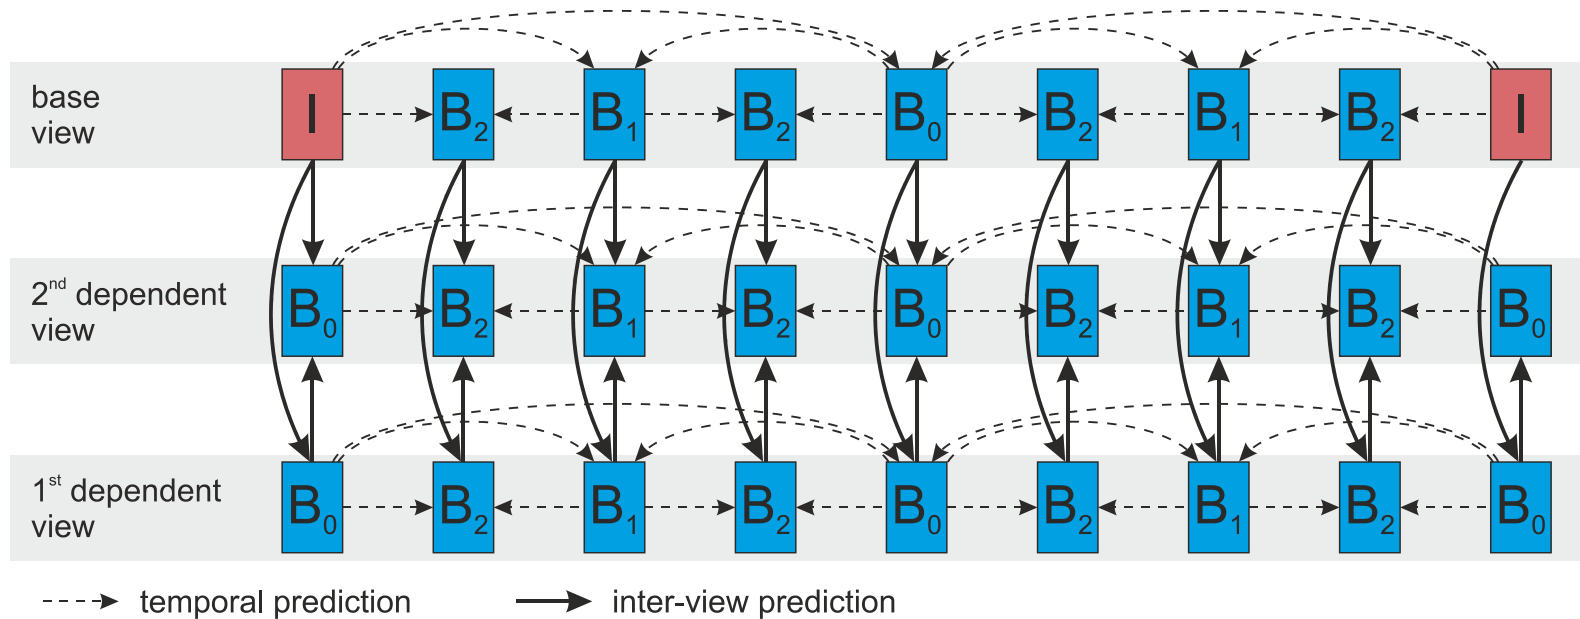 base
view
I B2 B1 B2 B0 B2 B1 B2 I
2nd dependent
view
B0 B2 B1 B2 B0 B2 B1 B2 B0
1st dependent
view
B0 B2 B1 B2 B0 B2 B1 B2 B0
temporal prediction inter-view prediction